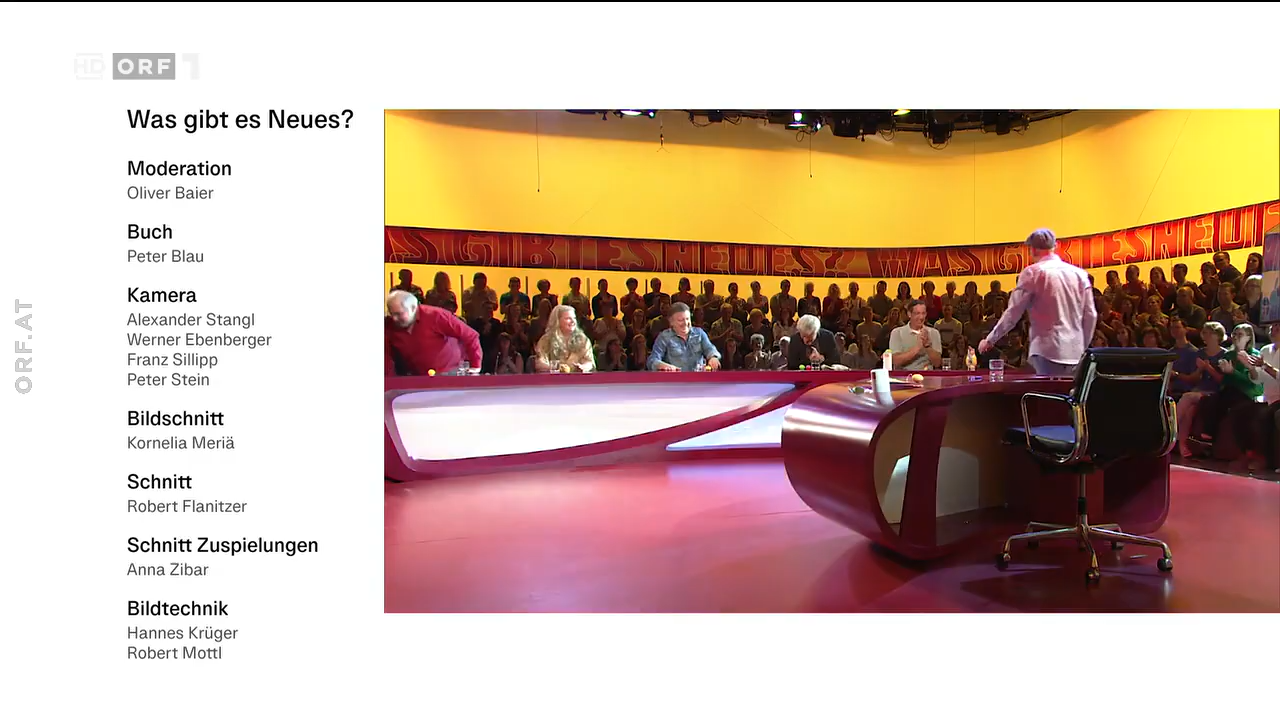 HD ORF 1
Was gibt es Neues?
Moderation
Oliver Baier
Buch
Peter Blau
Kamera
Alexander Stangl
Werner Ebenberger
Franz Sillipp
Peter Stein
Bildschnitt
Kornelia Meriä
Schnitt
Robert Flanitzer
Schnitt Zuspielungen
Anna Zibar
Bildtechnik
Hannes Krüger
Robert Mottl
ORF.AT
ASGIBTESNEUES? WASGIBTESNEUE